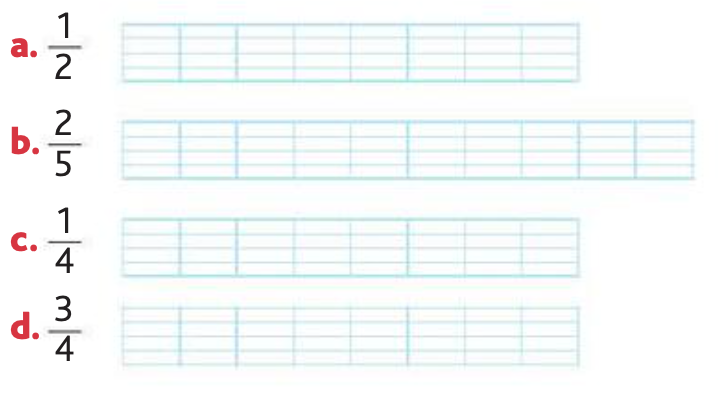 a. 1/2
b. 2/5
c. 1/4
d. 3/4